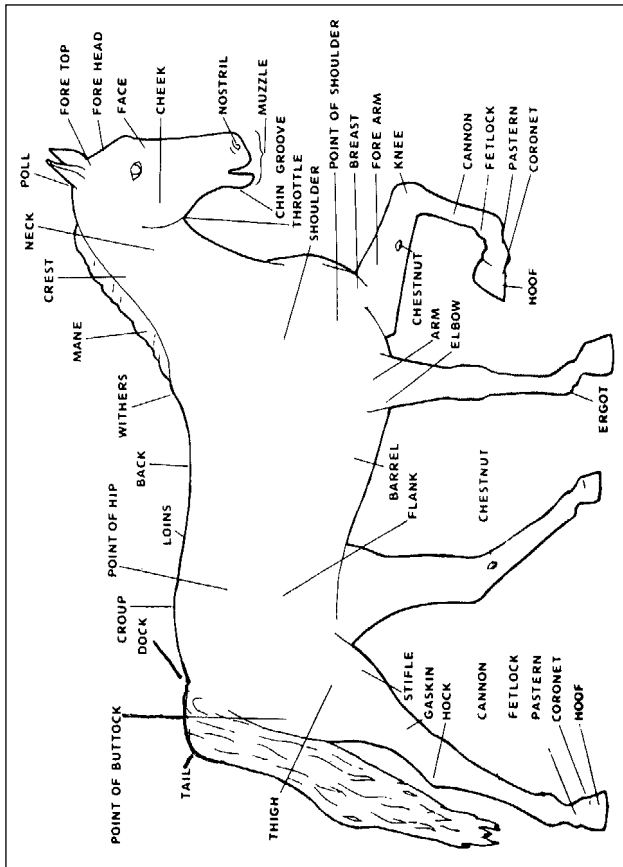 FORE TOP
FORE HEAD
FACE
CHEEK
NOSTRIL
MUZZLE
POLL
NECK
CREST
MANE
WITHERS
BACK
LOINS
POINT OF HIP
CROUP
DOCK
POINT OF BUTTOCK
TAIL
CHIN GROOVE
THROTTLE
SHOULDER
POINT OF SHOULDER
BREAST
FORE ARM
KNEE
CANNON
FETLOCK
PASTERN
CORONET
HOOF
CHESTNUT
ARM
ELBOW
ERGOT
BARREL
FLANK
CHESTNUT
STIFLE
GASKIN
HOCK
CANNON
FETLOCK
PASTERN
CORONET
HOOF
THIGH